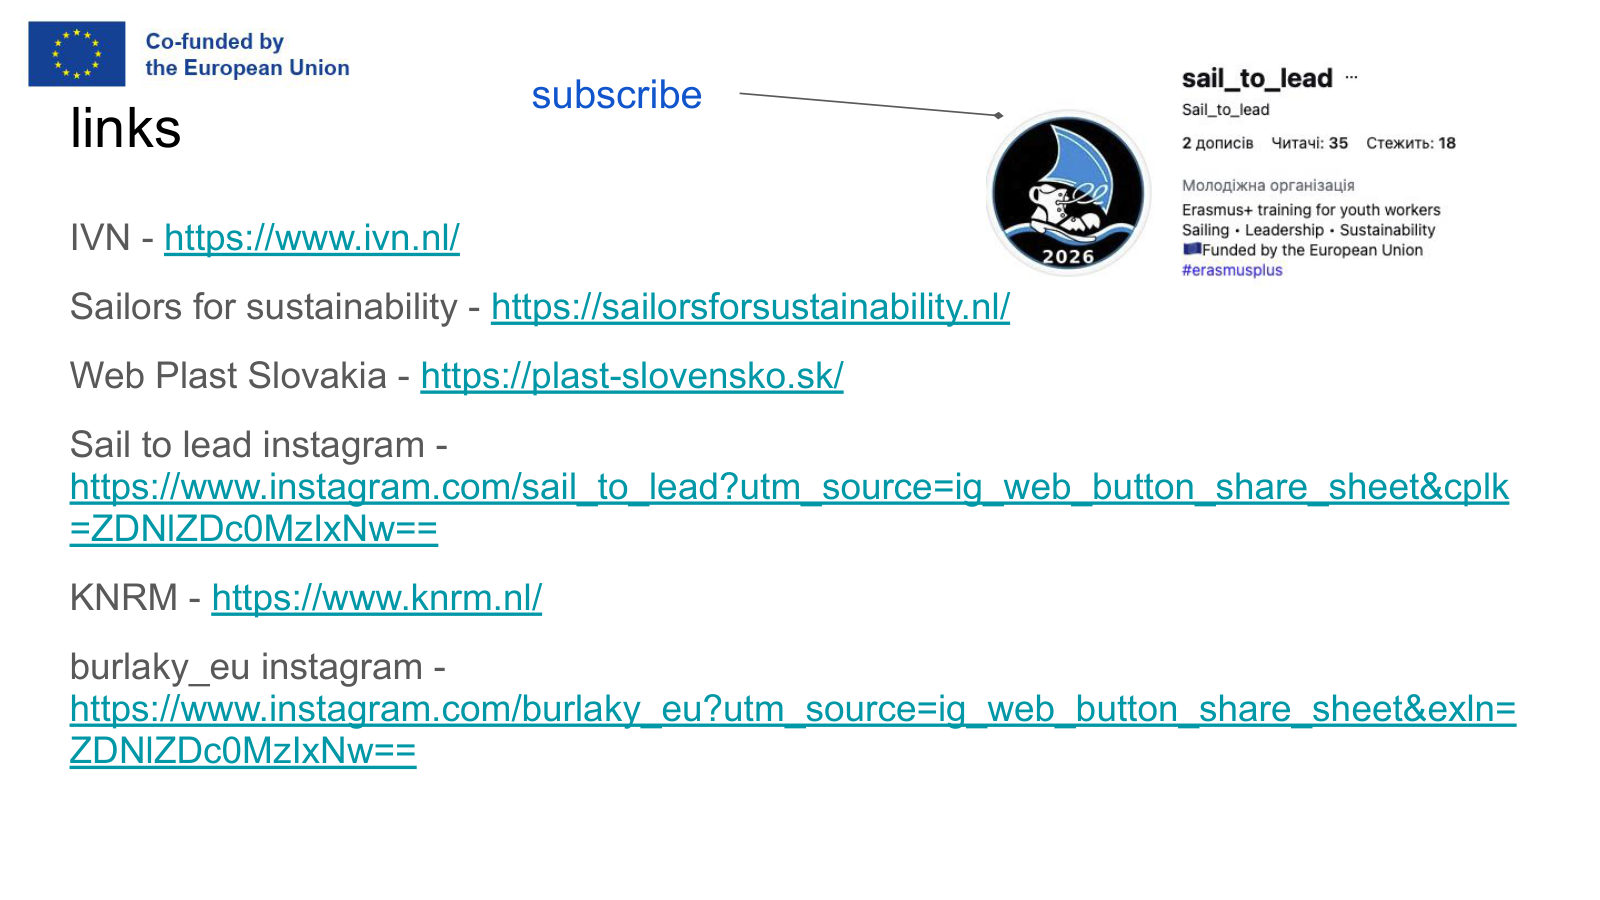 Co-funded by
the European Union
links
subscribe
sail_to_lead ...
Sail_to_lead
2 дописів Читачі: 35 Стежить: 18
Молодіжна організація
Erasmus+ training for youth workers
Sailing • Leadership • Sustainability
Funded by the European Union
#erasmusplus
2026
IVN - https://www.ivn.nl/
Sailors for sustainability - https://sailorsforsustainability.nl/
Web Plast Slovakia - https://plast-slovensko.sk/
Sail to lead instagram -
https://www.instagram.com/sail_to_lead?utm_source=ig_web_button_share_sheet&cplk
=ZDNlZDc0MzIxNw==
KNRM - https://www.knrm.nl/
burlaky_eu instagram -
https://www.instagram.com/burlaky_eu?utm_source=ig_web_button_share_sheet&exln=
ZDNlZDc0MzIxNw==